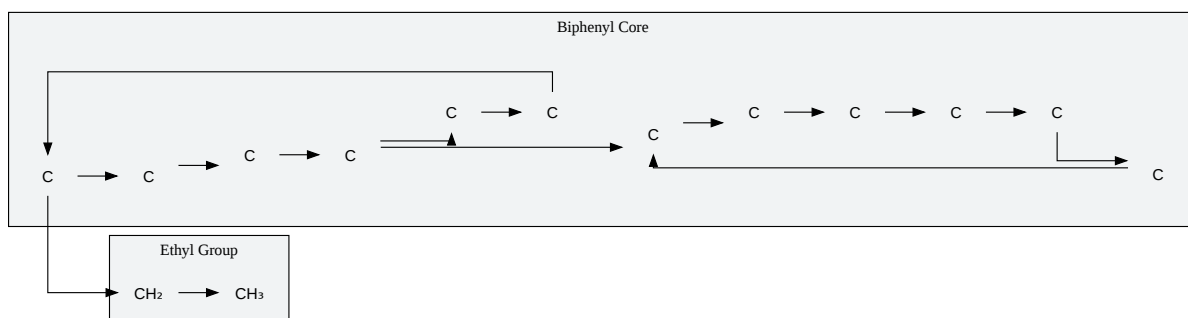 Biphenyl Core
C C C C C
C
C C
C C
C C C
Ethyl Group
CH₂ CH₃